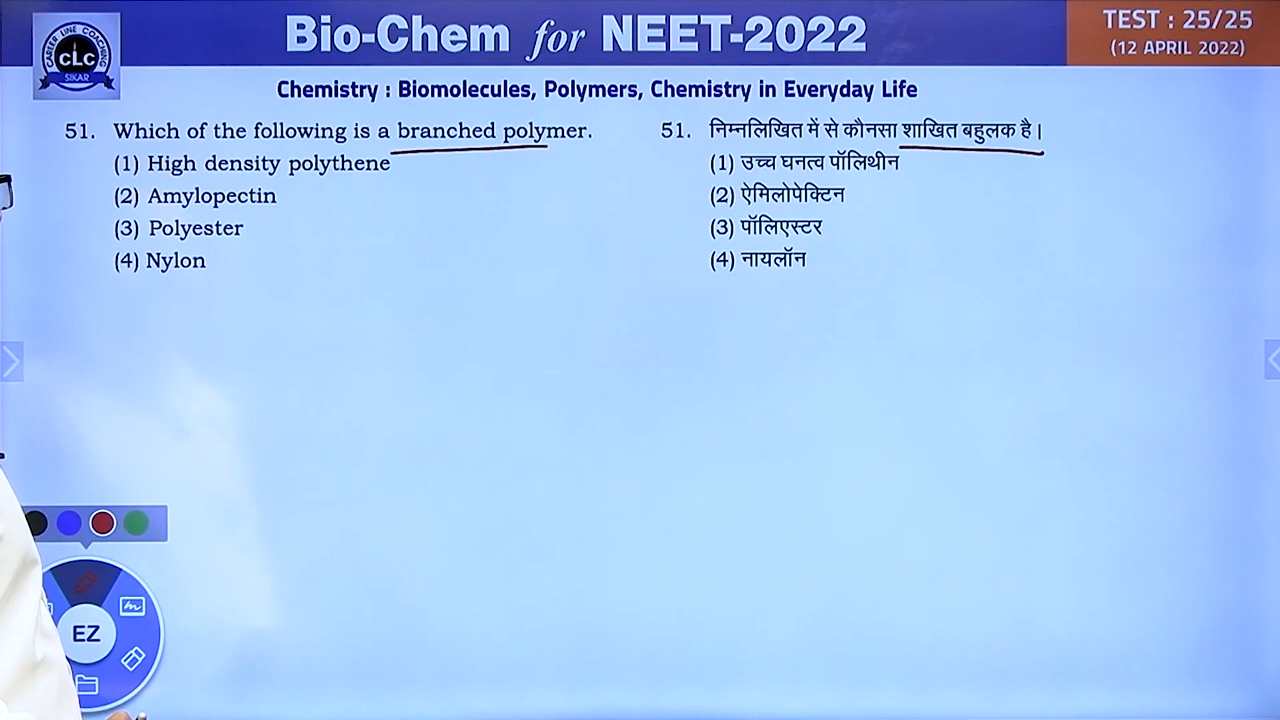 CAREER LINE COACHING
CLC
SIKAR
Bio-Chem for NEET-2022
TEST : 25/25
(12 APRIL 2022)
Chemistry : Biomolecules, Polymers, Chemistry in Everyday Life
51. Which of the following is a branched polymer.
(1) High density polythene
(2) Amylopectin
(3) Polyester
(4) Nylon
51. निम्नलिखित में से कौनसा शाखित बहुलक है।
(1) उच्च घनत्व पॉलिथीन
(2) ऐमिलोपेक्टिन
(3) पॉलिएस्टर
(4) नायलॉन
EZ